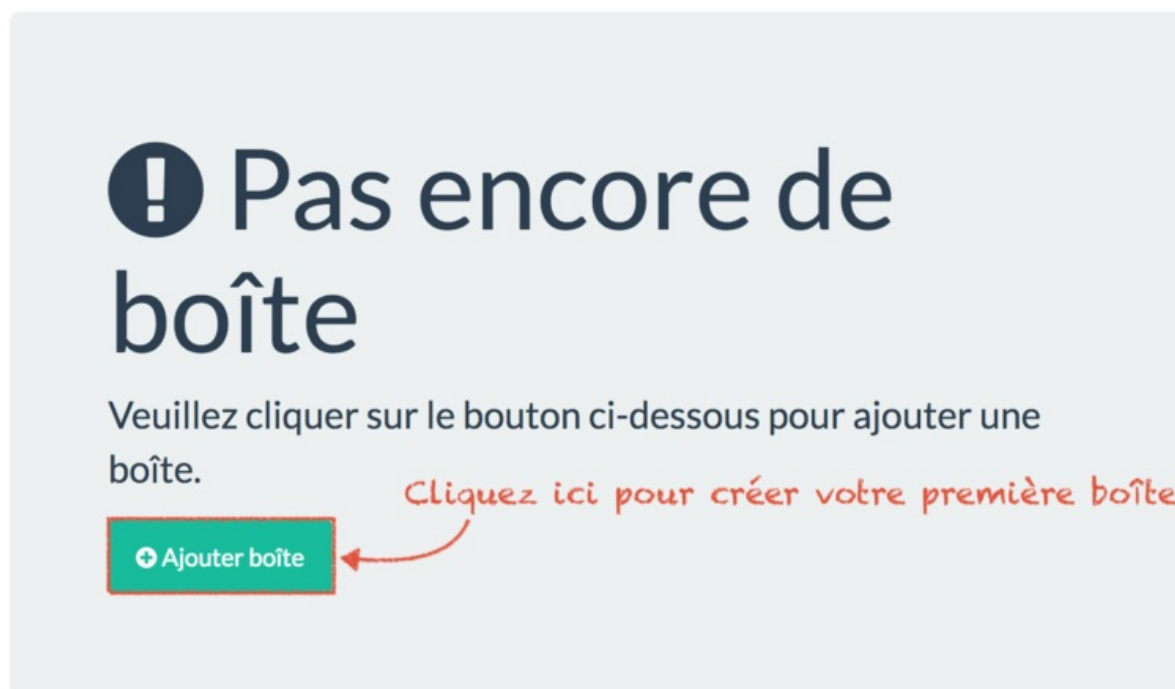 Pas encore de
boîte
Veuillez cliquer sur le bouton ci-dessous pour ajouter une
boîte.
Cliquez ici pour créer votre première boîte
Ajouter boîte